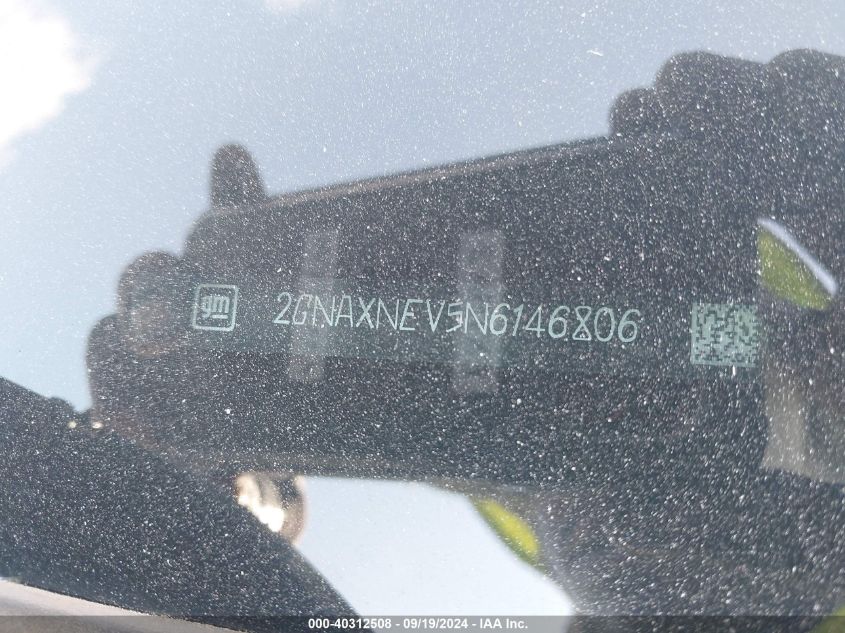 gm 2GNAXNEV5N6146806
000-40312508 - 09/19/2024 - IAA Inc.